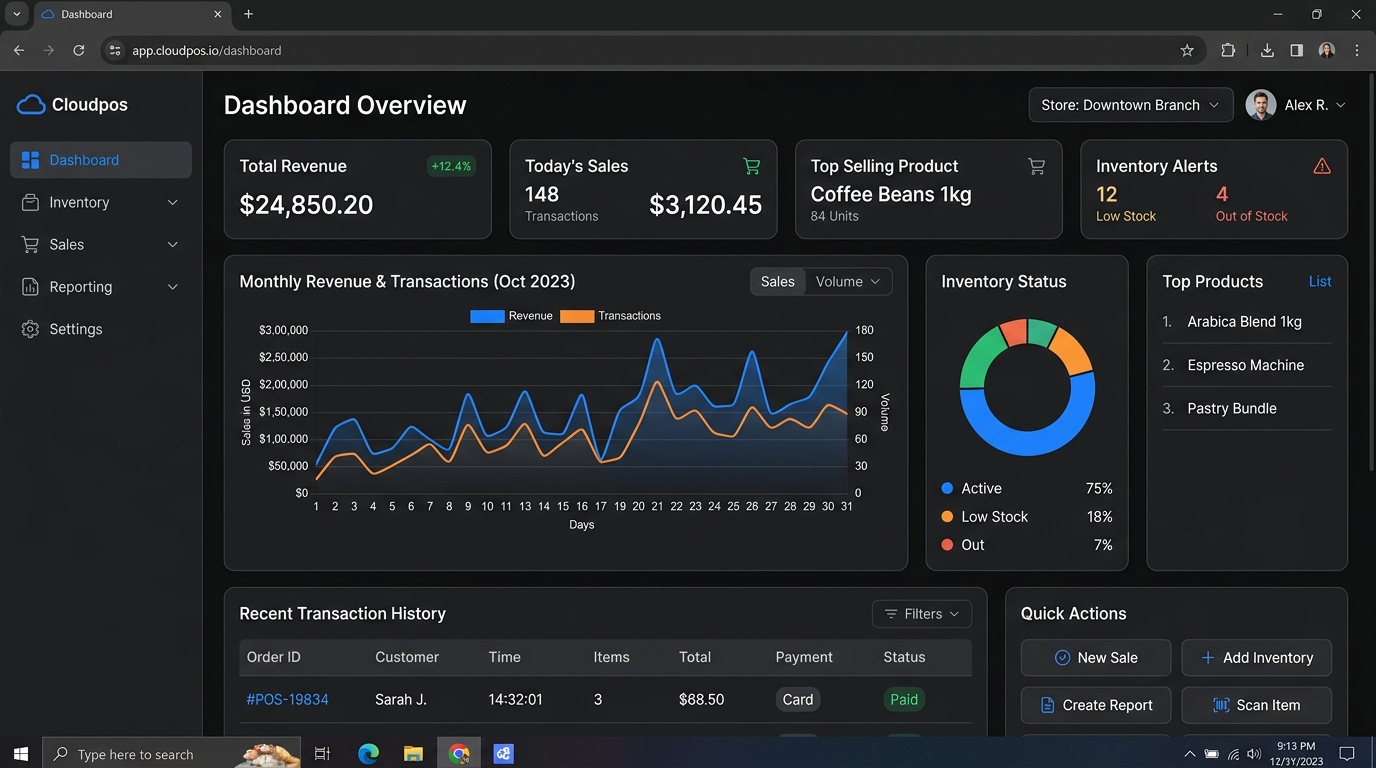 Dashboard
app.cloudpos.io/dashboard
Cloudpos
Dashboard
Inventory
Sales
Reporting
Settings
Dashboard Overview
Store: Downtown Branch
Alex R.
Total Revenue
+12.4%
$24,850.20
Today's Sales
148
Transactions
$3,120.45
Top Selling Product
Coffee Beans 1kg
84 Units
Inventory Alerts
12
Low Stock
4
Out of Stock
Monthly Revenue & Transactions (Oct 2023)
Sales
Volume
Revenue
Transactions
Sales in USD
$3,00,000
$2,50,000
$2,00,000
$1,50,000
$1,00,000
$50,000
$0
180
150
120
90
60
30
0
Volume
1 2 3 4 5 6 7 8 9 10 11 12 13 14 15 16 17 19 20 21 22 23 24 25 26 27 28 29 30 31
Days
Inventory Status
Active 75%
Low Stock 18%
Out 7%
Top Products
List
1. Arabica Blend 1kg
2. Espresso Machine
3. Pastry Bundle
Recent Transaction History
Filters
Order ID Customer Time Items Total Payment Status
#POS-19834 Sarah J. 14:32:01 3 $88.50 Card Paid
Quick Actions
New Sale
Add Inventory
Create Report
Scan Item
Type here to search
9:13 PM